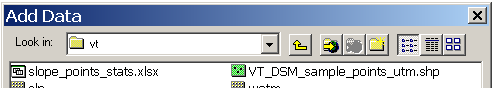 Add Data
Look in: vt
slope_points_stats.xlsx VT_DSM_sample_points_utm.shp